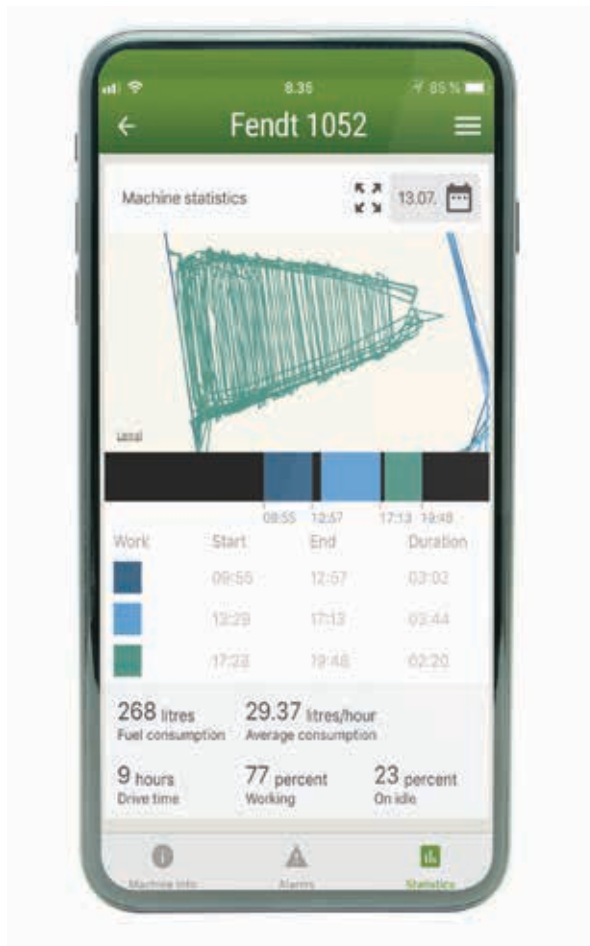 8.35
85 %
Fendt 1052
Machine statistics
13.07.
Legal
09:55 12:57 17:13 19:48
Work Start End Duration
09:55 12:57 03:02
13:29 17:13 03:44
17:23 19:48 02:20
268 litres 29.37 litres/hour
Fuel consumption Average consumption
9 hours 77 percent 23 percent
Drive time Working On idle
Machine info Alarms Statistics